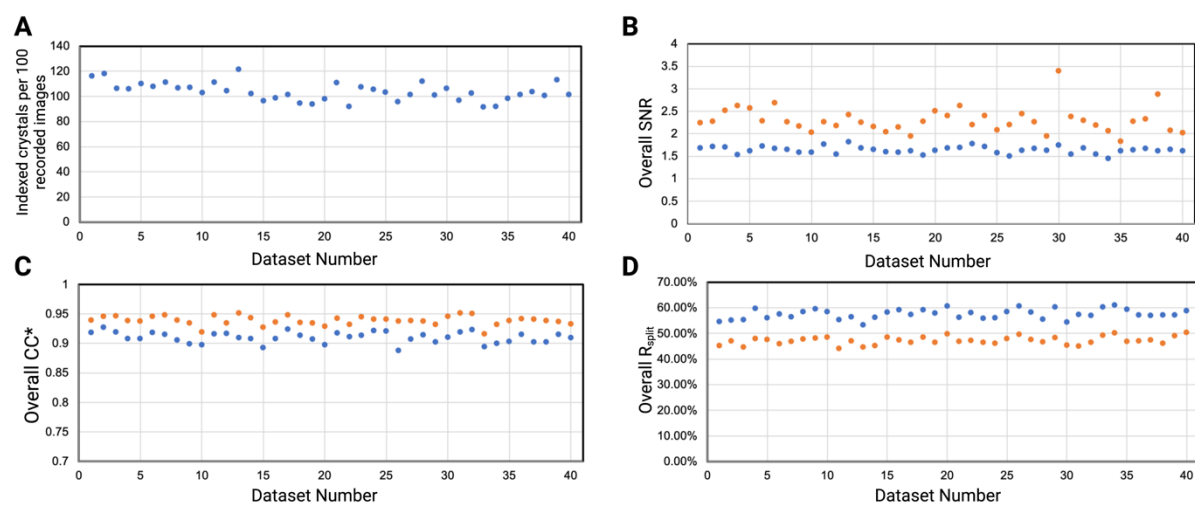 A
Indexed crystals per 100
recorded images
140
120
100
80
60
40
20
0
0 5 10 15 20 25 30 35 40
Dataset Number
B
Overall SNR
4
3.5
3
2.5
2
1.5
1
0.5
0
0 5 10 15 20 25 30 35 40
Dataset Number
C
Overall CC*
1
0.95
0.9
0.85
0.8
0.75
0.7
0 5 10 15 20 25 30 35 40
Dataset Number
D
Overall Rsplit
70.00%
60.00%
50.00%
40.00%
30.00%
20.00%
10.00%
0.00%
0 5 10 15 20 25 30 35 40
Dataset Number